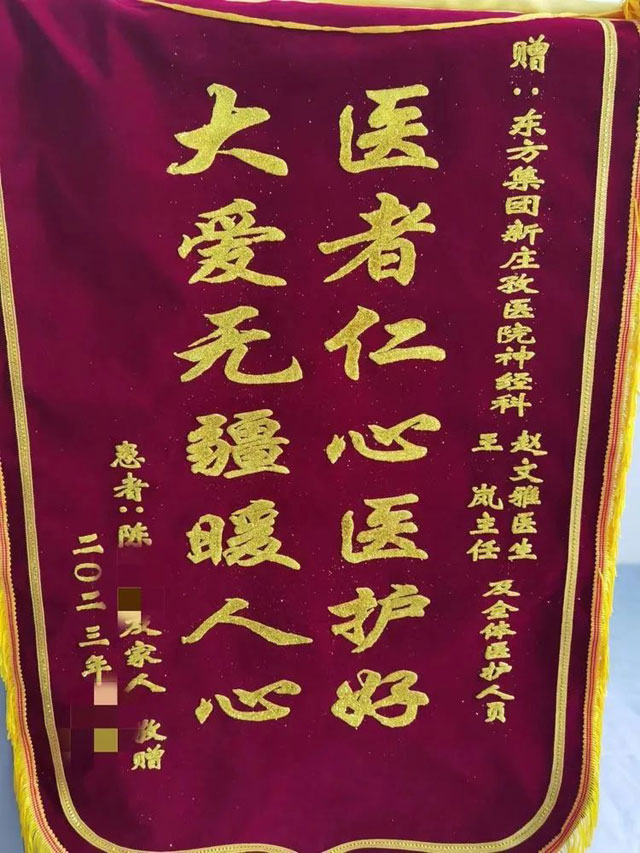 赠：东方集团新庄孜医院神经科
赵文雅医生
王岚主任
及全体医护人员
医者仁心医护好
大爱无疆暖人心
患者：陈
及家人
敬赠
二〇二三年